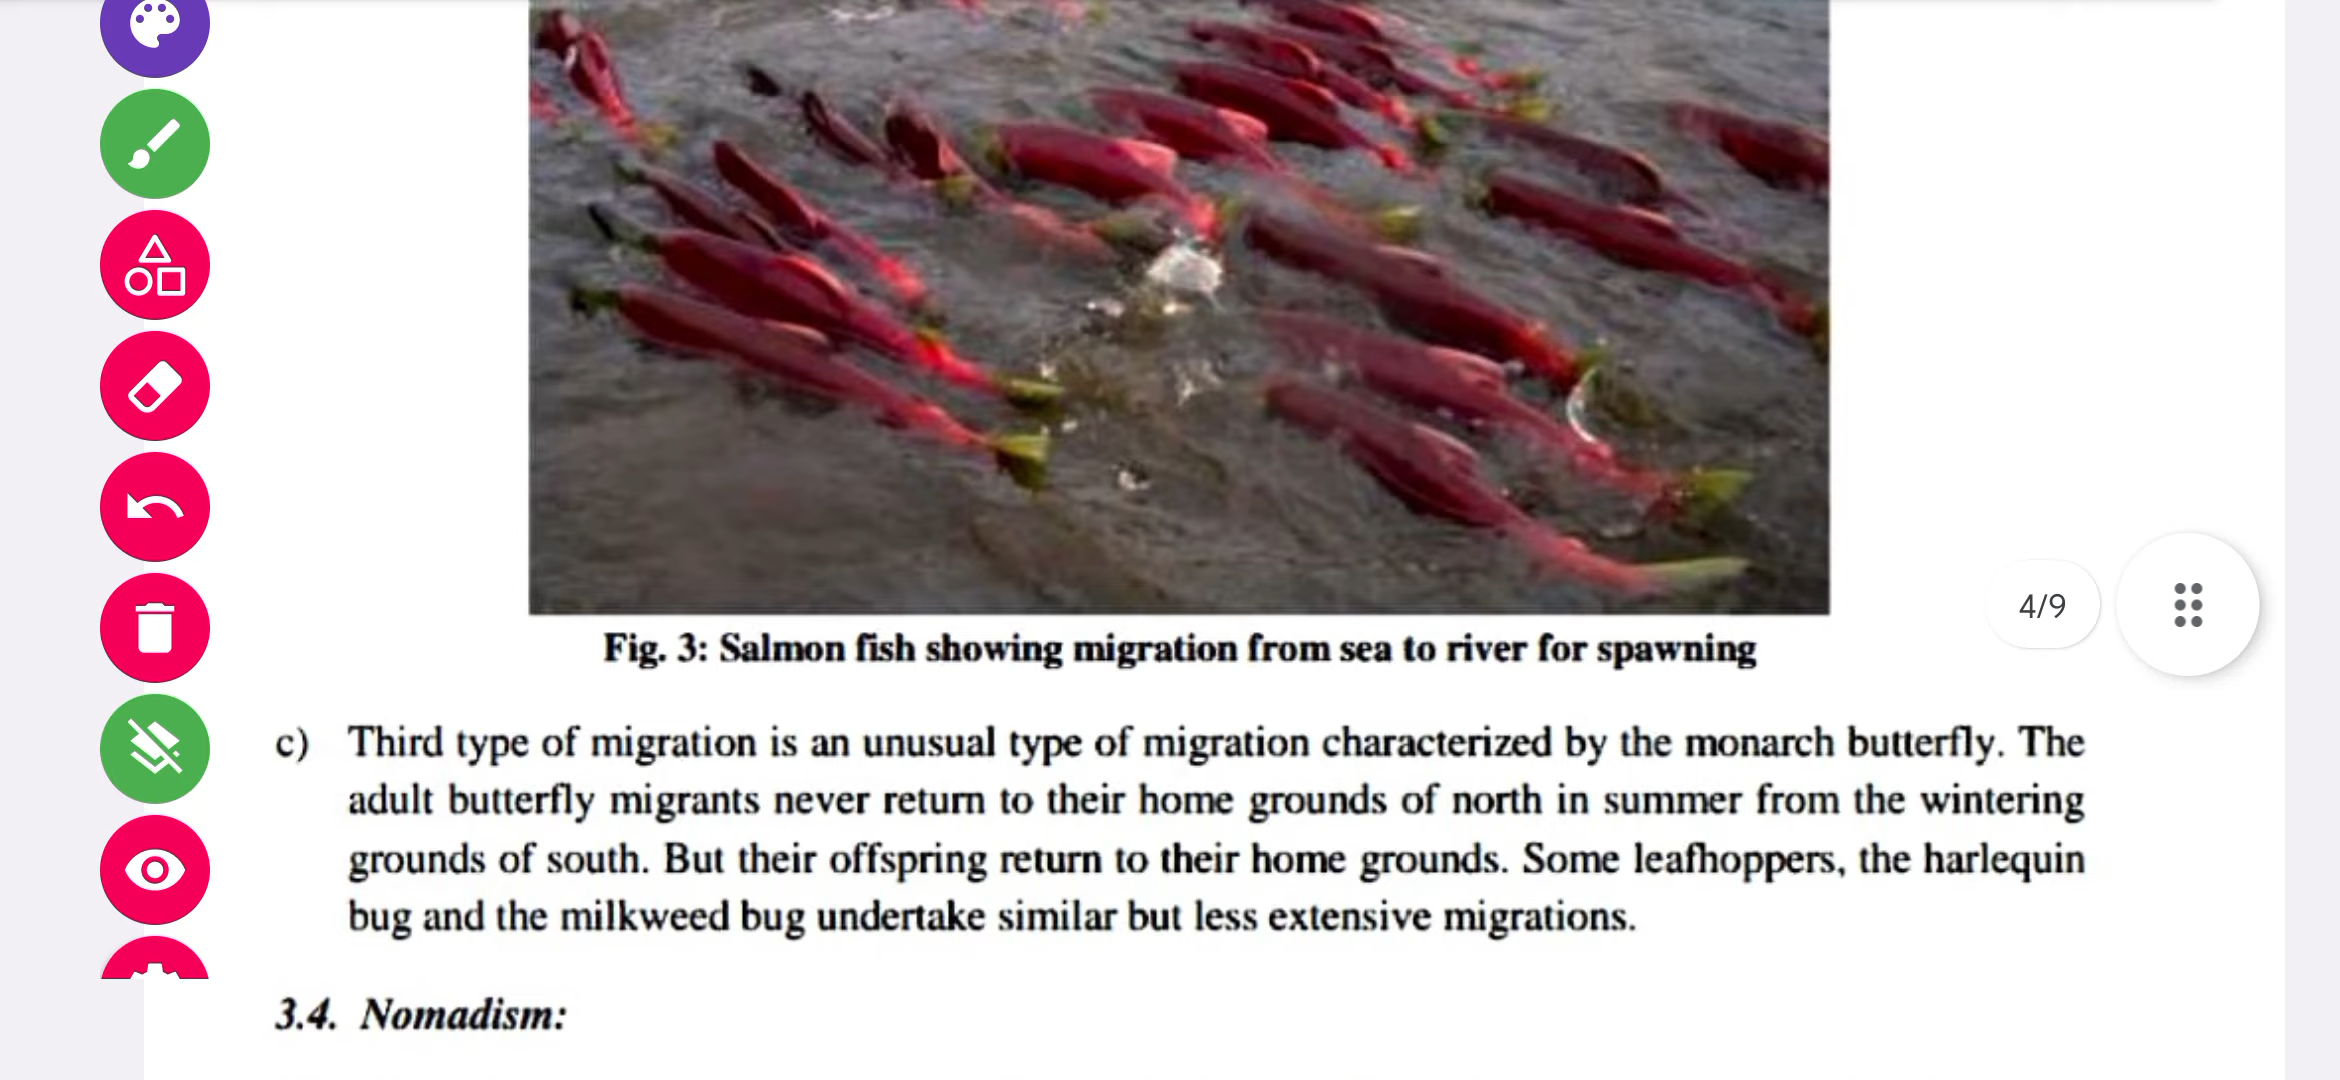 4/9
Fig. 3: Salmon fish showing migration from sea to river for spawning
c) Third type of migration is an unusual type of migration characterized by the monarch butterfly. The
adult butterfly migrants never return to their home grounds of north in summer from the wintering
grounds of south. But their offspring return to their home grounds. Some leafhoppers, the harlequin
bug and the milkweed bug undertake similar but less extensive migrations.
3.4. Nomadism: